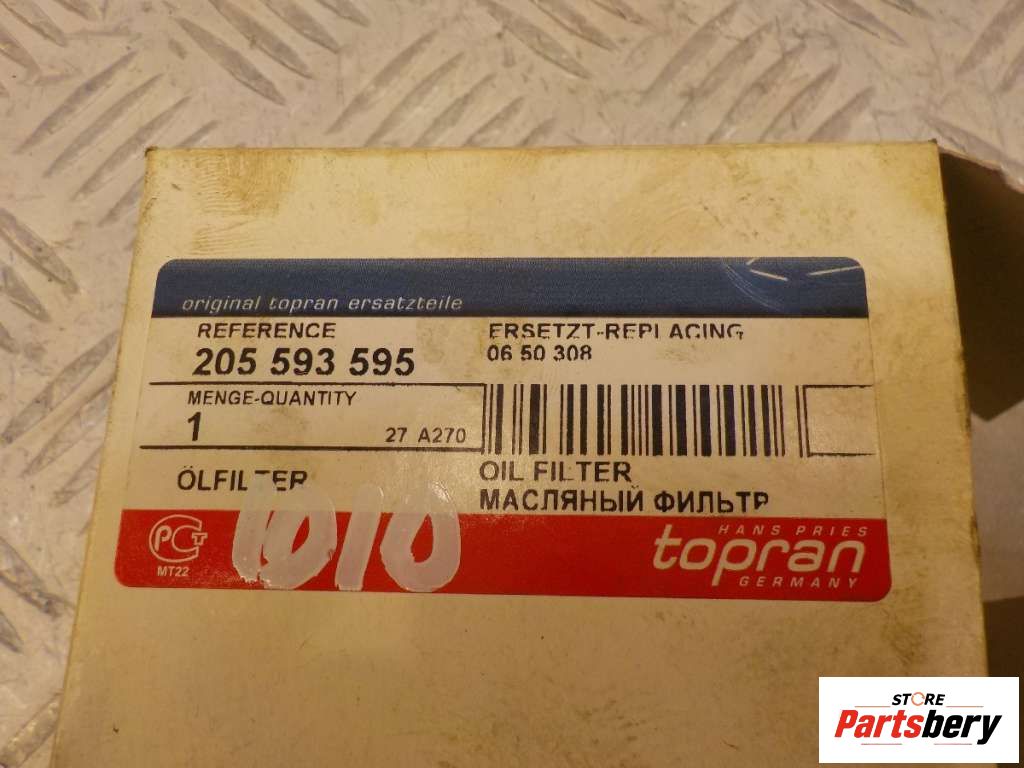 original topran ersatzteile
REFERENCE
205 593 595
ERSETZT-REPLACING
06 50 308
MENGE-QUANTITY
1
27 A270
ÖLFILTER
OIL FILTER
МАСЛЯНЫЙ ФИЛЬТР
РСТ
MT22
1010
HANS PRIES
topran
GERMANY
STORE
Partsbery